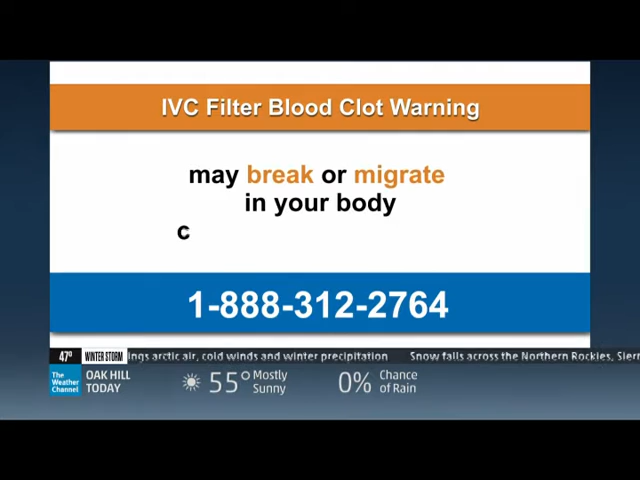 IVC Filter Blood Clot Warning
may break or migrate
in your body
c
1-888-312-2764
47° WINTER STORM ings arctic air, cold winds and winter precipitation Snow falls across the Northern Rockies, Sier
The Weather Channel
OAK HILL
TODAY
55° Mostly Sunny
0% Chance of Rain